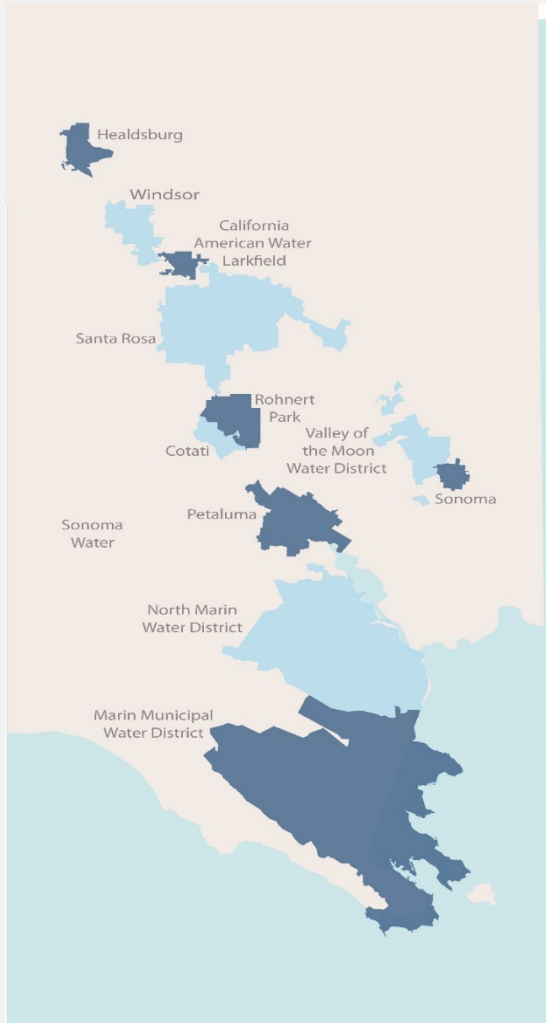 Healdsburg
Windsor
California
American Water
Larkfield
Santa Rosa
Rohnert
Park
Valley of
the Moon
Water District
Cotati
Sonoma
Petaluma
Sonoma
Water
North Marin
Water District
Marin Municipal
Water District